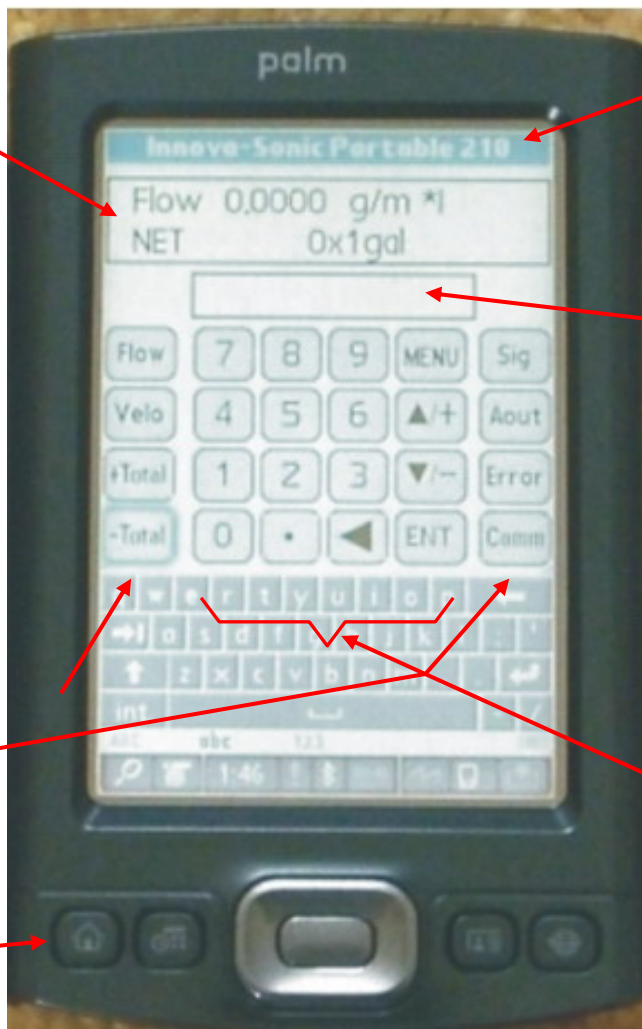 palm
Innova-Sonic Portable 210
Flow 0.0000 g/m *I
NET 0x1gal
Flow 7 8 9 MENU Sig
Velo 4 5 6 ▲/+ Aout
+Total 1 2 3 ▼/- Error
-Total 0 . ◀ ENT Comm
w e r t y u i o
a s d f j k : '
z x c v b n
int /
abc 123
1:46